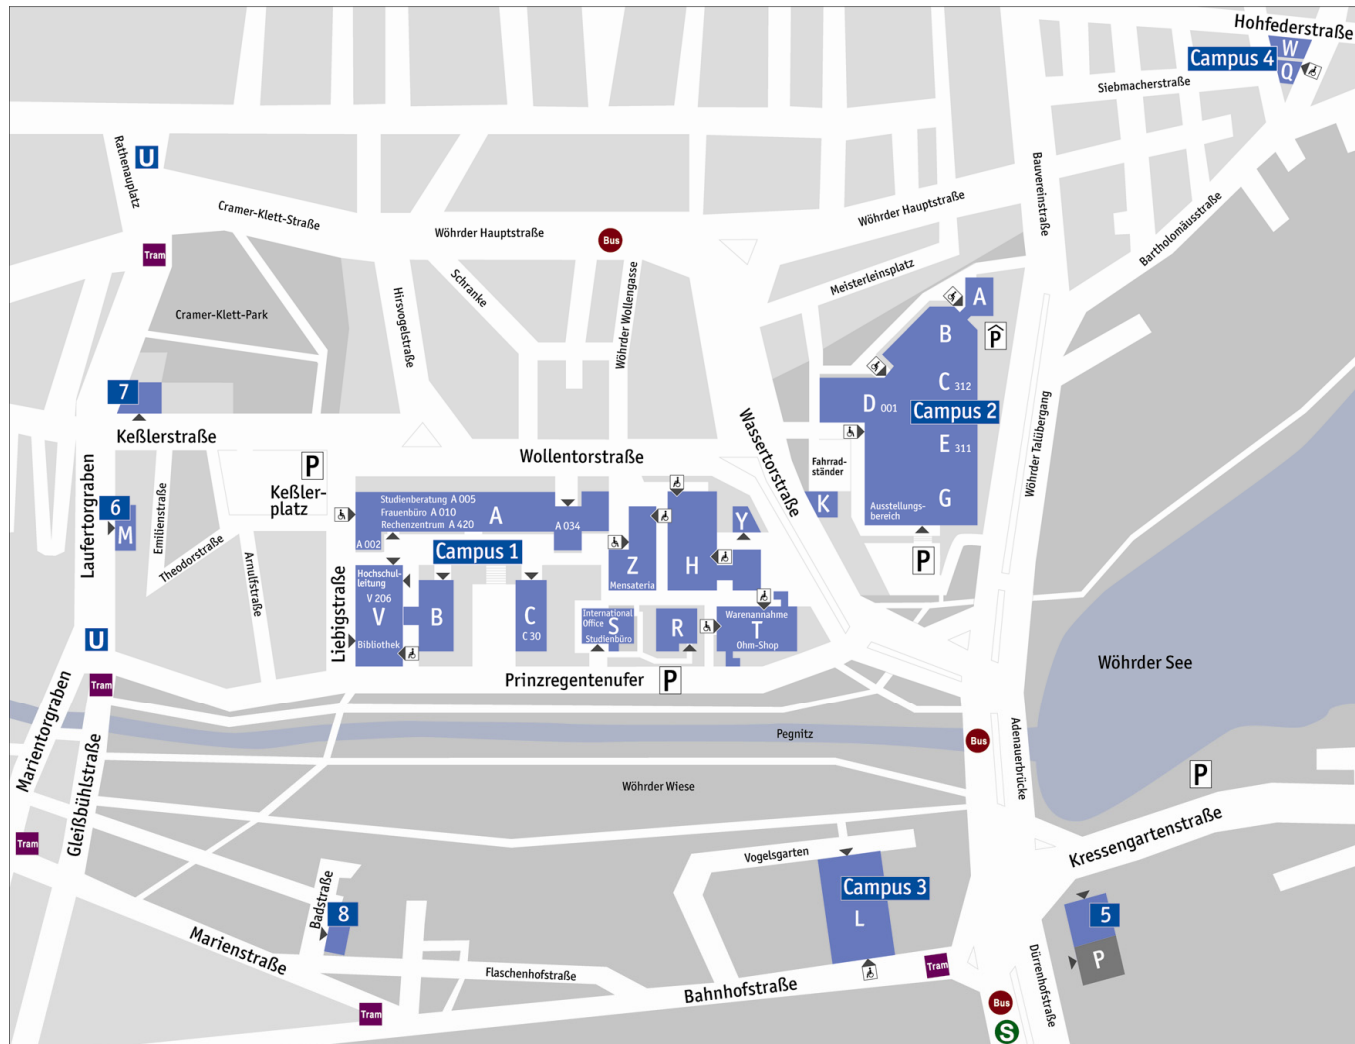 Hohfederstraße
W
Campus 4
Q
Siebmacherstraße
Rathenauplatz
U
Bauvereinstraße
Cramer-Klett-Straße
Wöhrder Hauptstraße
Bus
Wöhrder Hauptstraße
Bartholomäusstraße
Tram
Meisterleinsplatz
Schranke
Hirsvogelstraße
Wöhrder Wollengasse
Cramer-Klett-Park
A
B
P
7
C 312
D 001
Campus 2
E 311
G
Ausstellungs-
bereich
Wöhrder Talübergang
Keßlerstraße
Wollentorstraße
Wassertorstraße
Fahrrad-
ständer
K
P
P
Keßler-
platz
Laufertorgraben
6
M
Emilienstraße
Theodorstraße
Arnulfstraße
Liebigstraße
Studienberatung A 005
Frauenbüro A 010
Rechenzentrum A 420
A
A 002
A 034
Campus 1
Hochschul-
leitung
V 206
V
Bibliothek
B
C
C 30
Z
Mensateria
H
Y
International
Office
S
Studienbüro
R
Warenannahme
T
Ohm-Shop
U
Tram
Prinzregentenufer
P
Wöhrder See
Marientorgraben
Gleißbühlstraße
Pegnitz
Bus
Adenauerbrücke
Wöhrder Wiese
P
Kressengartenstraße
Tram
Vogelsgarten
Campus 3
L
Badstraße
8
5
P
Marienstraße
Flaschenhofstraße
Bahnhofstraße
Tram
Dürrenhofstraße
Tram
Bus
S